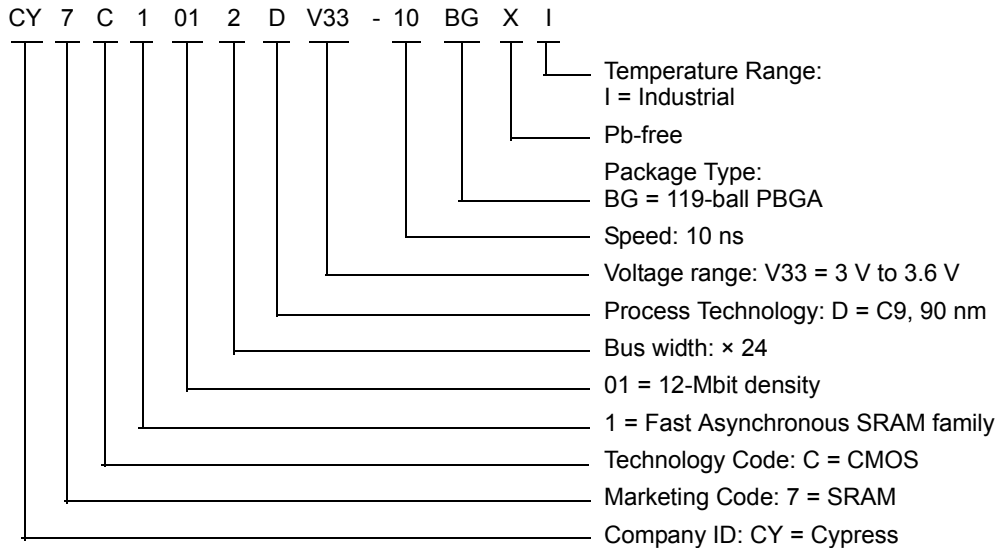 CY 7 C 1 01 2 D V33 - 10 BG X I
Temperature Range:
I = Industrial
Pb-free
Package Type:
BG = 119-ball PBGA
Speed: 10 ns
Voltage range: V33 = 3 V to 3.6 V
Process Technology: D = C9, 90 nm
Bus width: × 24
01 = 12-Mbit density
1 = Fast Asynchronous SRAM family
Technology Code: C = CMOS
Marketing Code: 7 = SRAM
Company ID: CY = Cypress